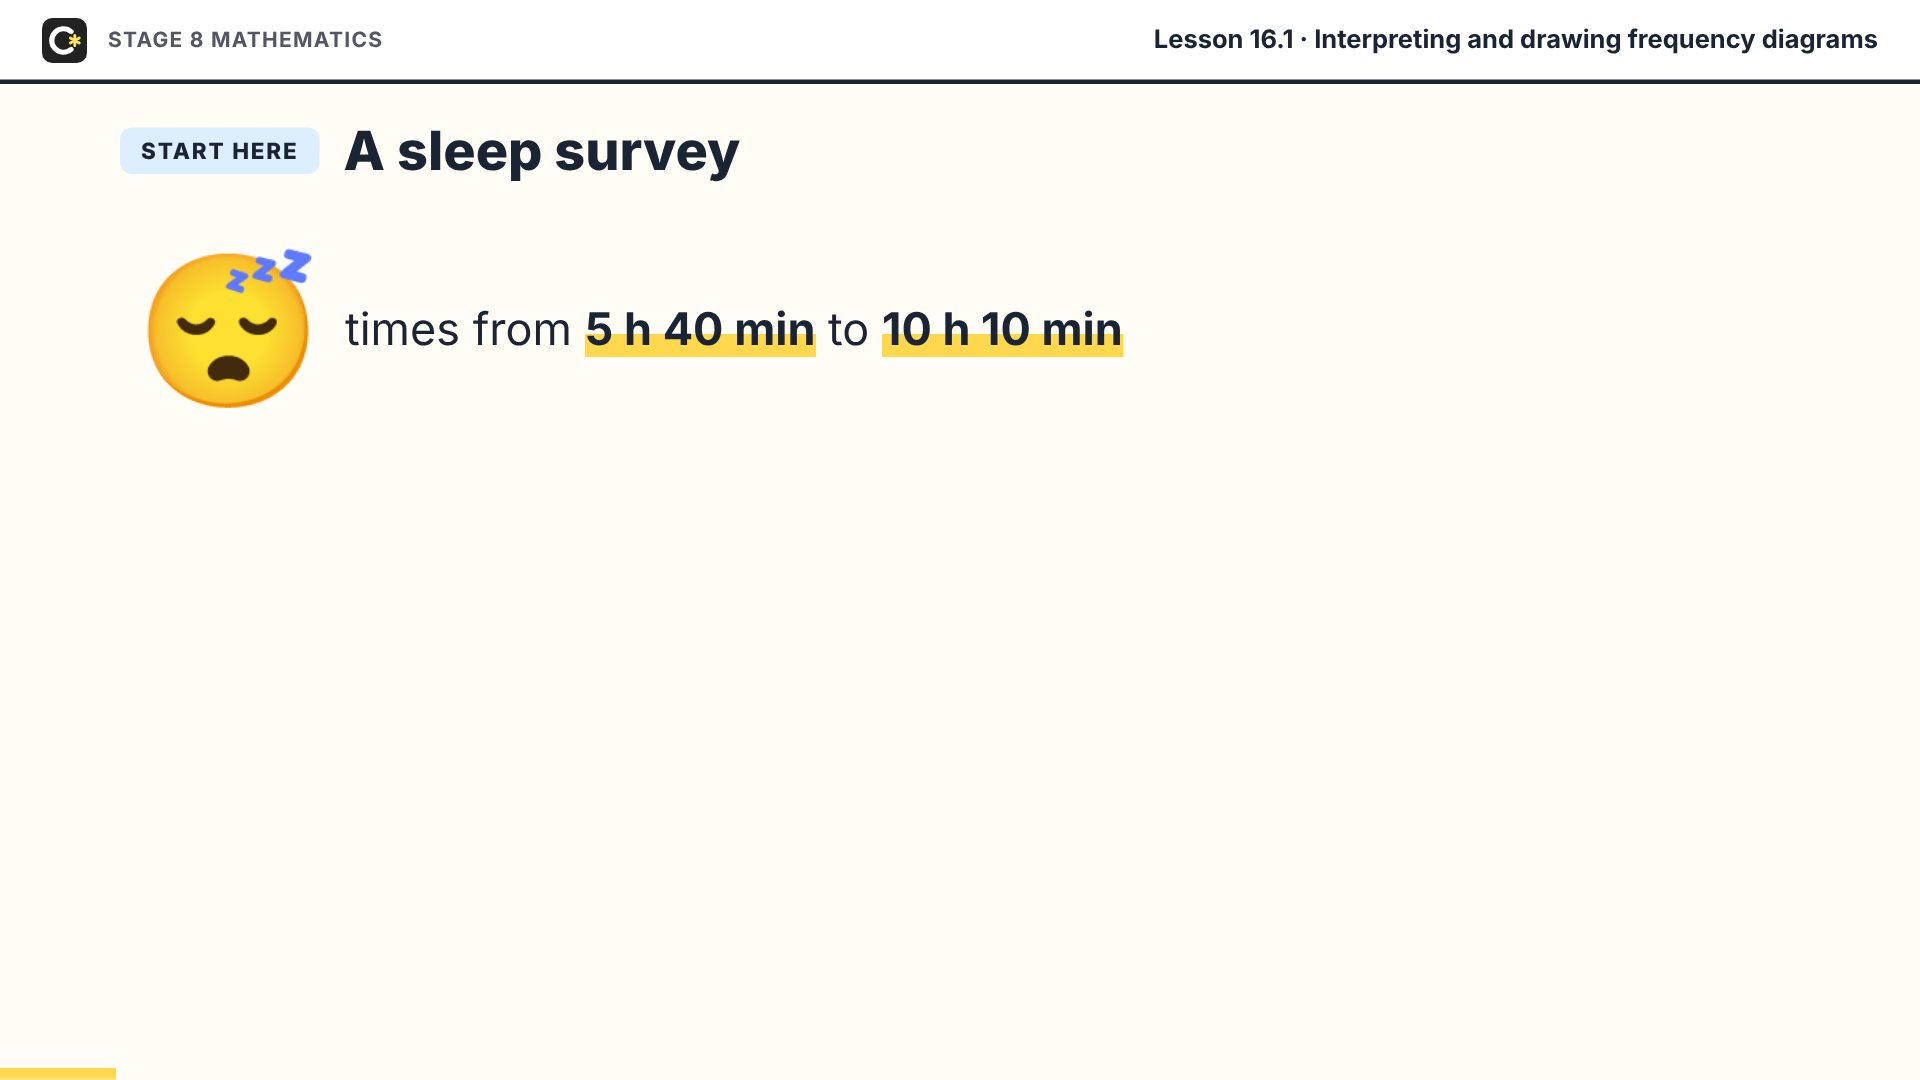 STAGE 8 MATHEMATICS
Lesson 16.1 · Interpreting and drawing frequency diagrams
START HERE
A sleep survey
times from 5 h 40 min to 10 h 10 min